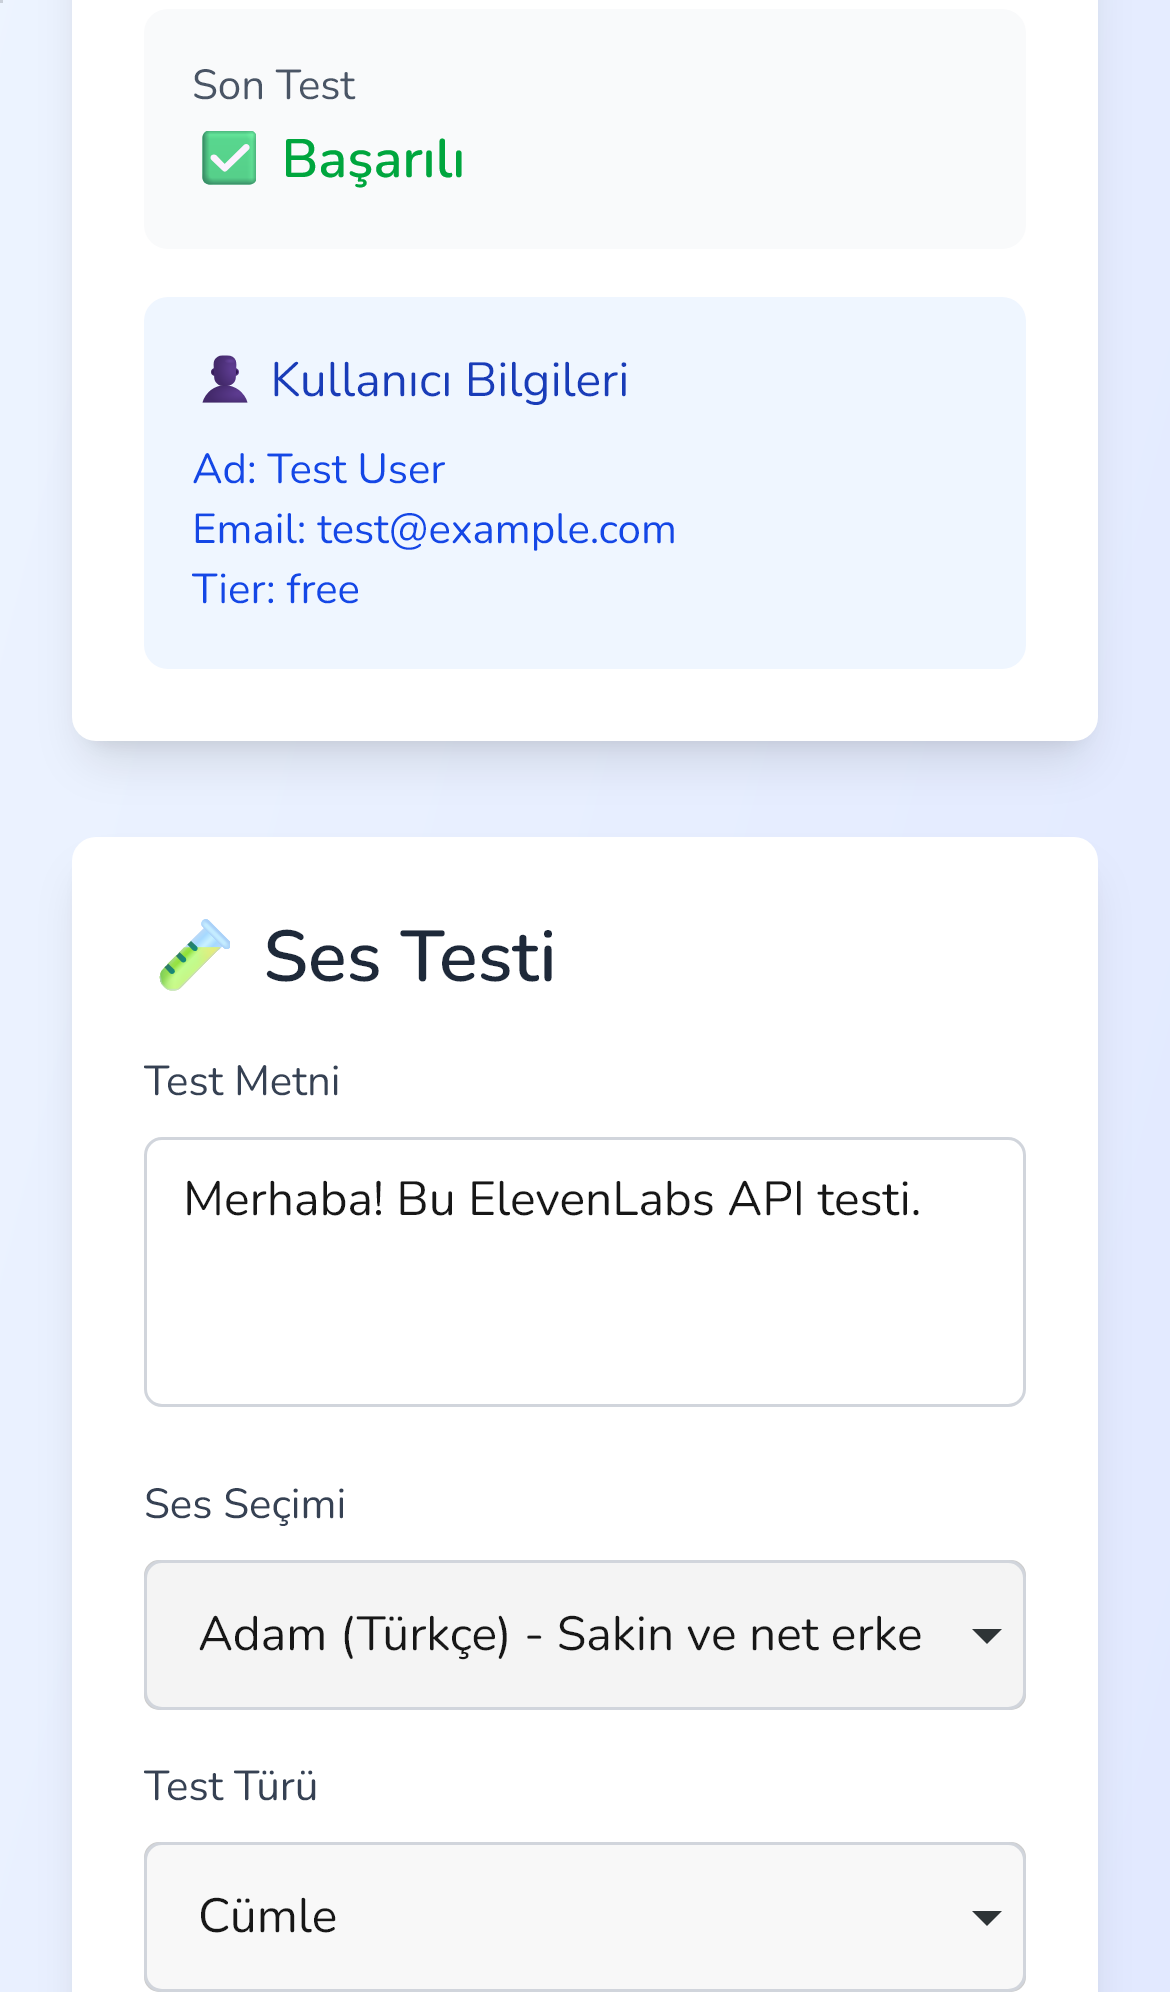 Son Test
✅ Başarılı
👤 Kullanıcı Bilgileri
Ad: Test User
Email: test@example.com
Tier: free
🧪 Ses Testi
Test Metni
Merhaba! Bu ElevenLabs API testi.
Ses Seçimi
Adam (Türkçe) - Sakin ve net erke
Test Türü
Cümle